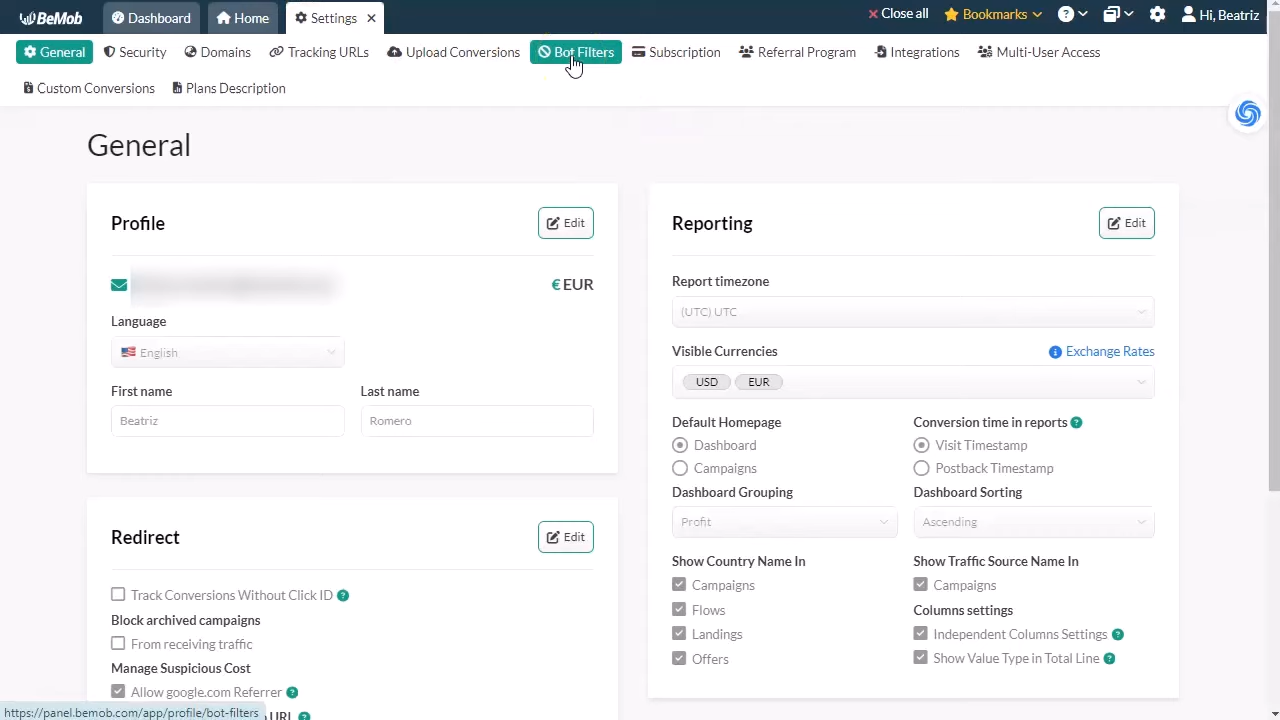 BeMob Dashboard Home Settings × Close all Bookmarks Hi, Beatriz
General Security Domains Tracking URLs Upload Conversions Bot Filters Subscription Referral Program Integrations Multi-User Access
Custom Conversions Plans Description
General
Profile Edit
€ EUR
Language
English
First name Last name
Beatriz Romero
Redirect Edit
Track Conversions Without Click ID
Block archived campaigns
From receiving traffic
Manage Suspicious Cost
Allow google.com Referrer
URL
Reporting Edit
Report timezone
(UTC) UTC
Visible Currencies Exchange Rates
USD EUR
Default Homepage Conversion time in reports
Dashboard Visit Timestamp
Campaigns Postback Timestamp
Dashboard Grouping Dashboard Sorting
Profit Ascending
Show Country Name In Show Traffic Source Name In
Campaigns Campaigns
Flows Columns settings
Landings Independent Columns Settings
Offers Show Value Type in Total Line
https://panel.bemob.com/app/profile/bot-filters